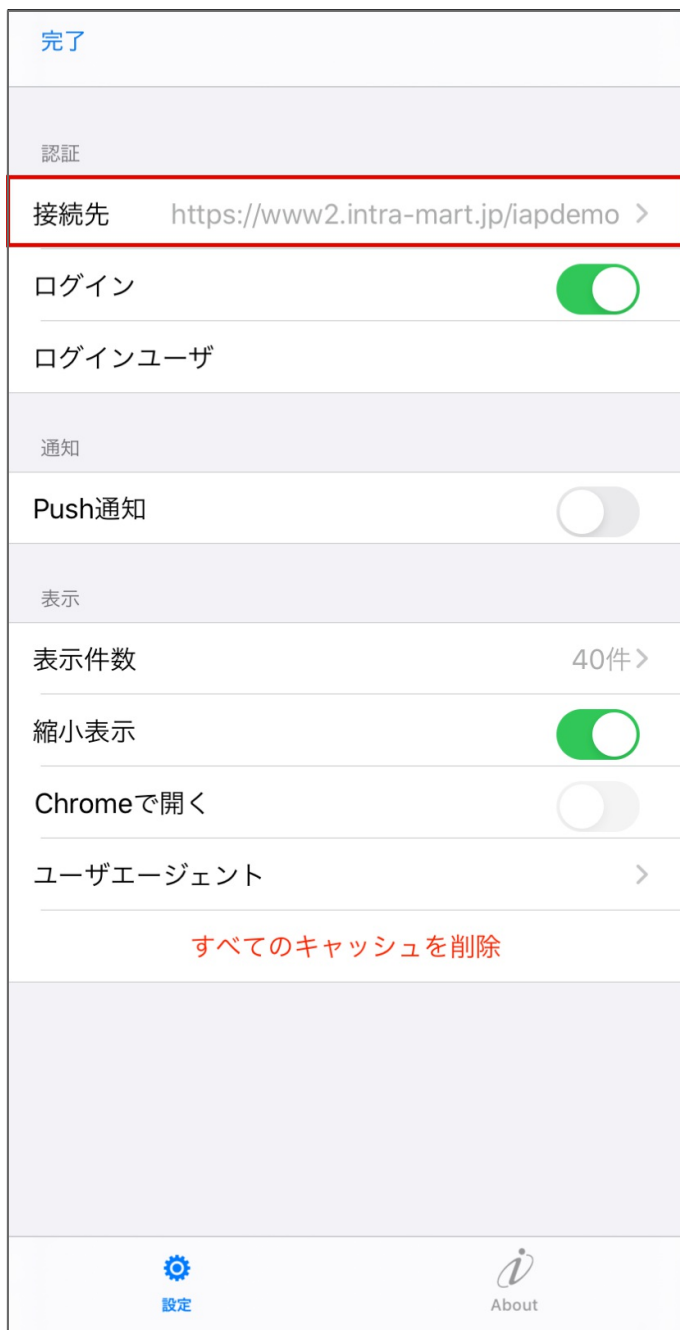 完了
認証
接続先 https://www2.intra-mart.jp/iapdemo
ログイン
ログインユーザ
通知
Push通知
表示
表示件数 40件
縮小表示
Chromeで開く
ユーザエージェント
すべてのキャッシュを削除
設定 About